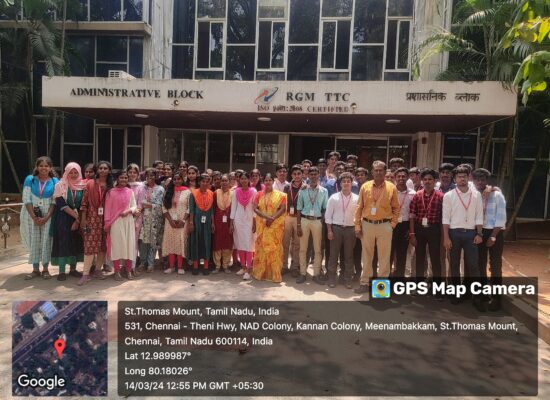 ADMINISTRATIVE BLOCK
RGM TTC
प्रशासनिक ब्लाक
ISO 9001:2008 CERTIFIED
GPS Map Camera
St.Thomas Mount, Tamil Nadu, India
531, Chennai - Theni Hwy, NAD Colony, Kannan Colony, Meenambakkam, St.Thomas Mount,
Chennai, Tamil Nadu 600114, India
Lat 12.989987°
Long 80.18026°
14/03/24 12:55 PM GMT +05:30
Google